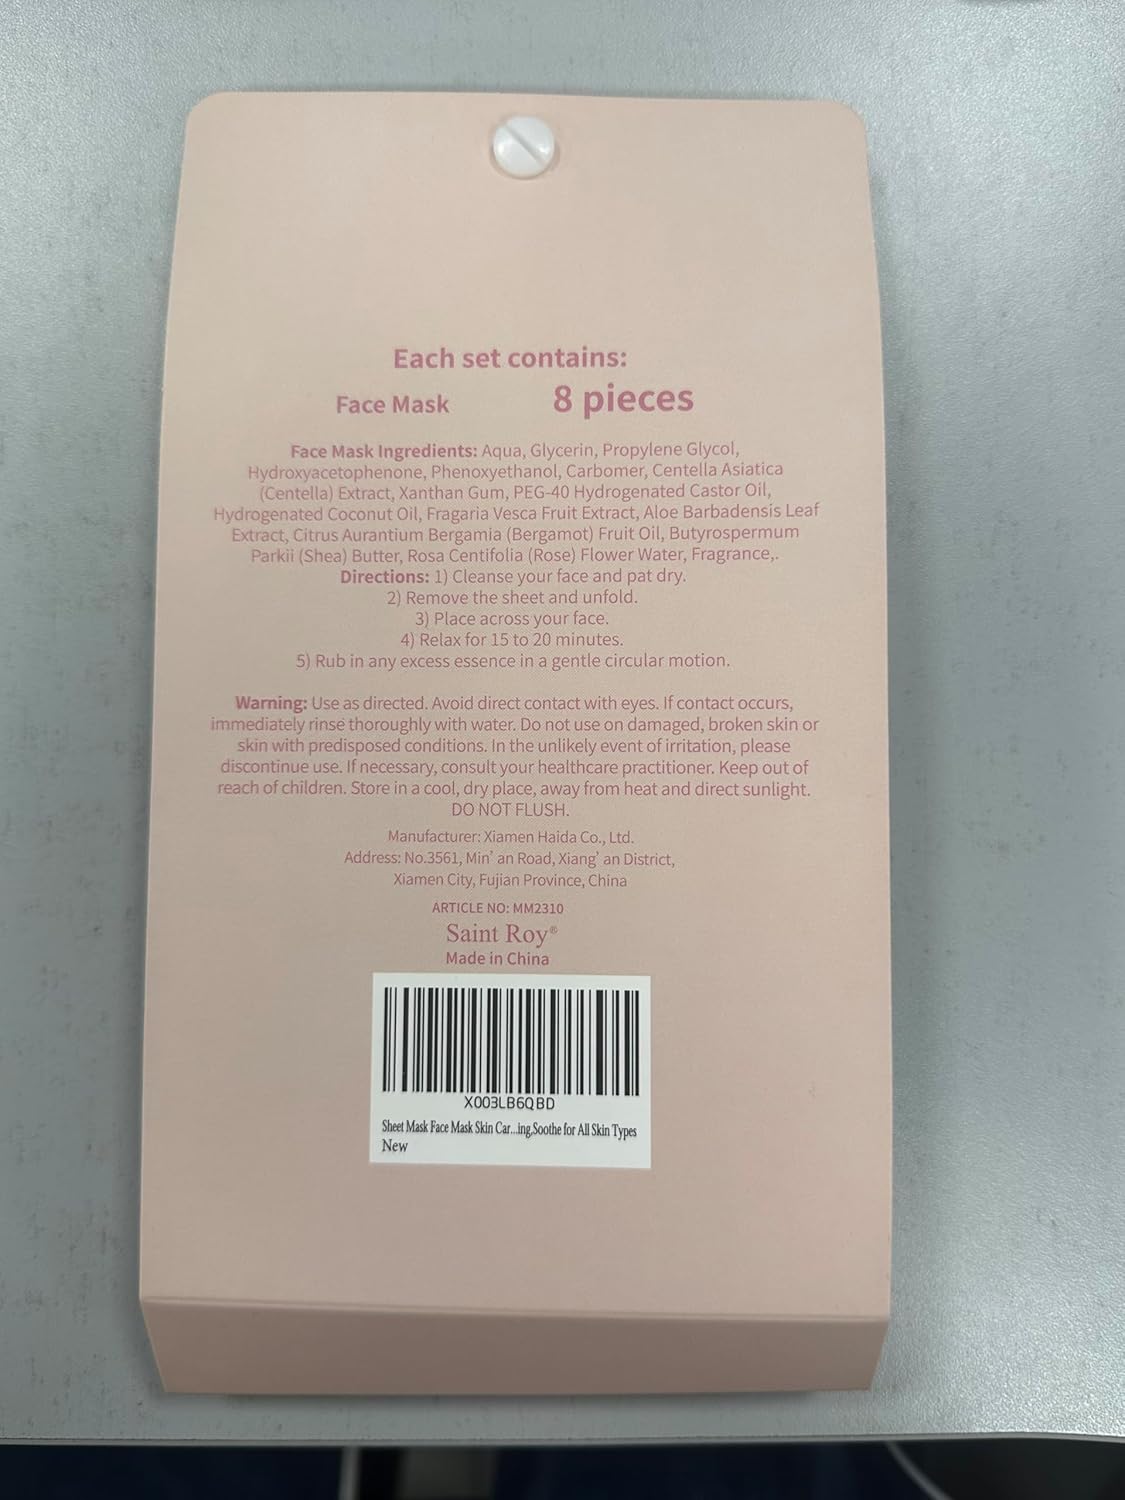 Each set contains:
Face Mask 8 pieces
Face Mask Ingredients: Aqua, Glycerin, Propylene Glycol,
Hydroxyacetophenone, Phenoxyethanol, Carbomer, Centella Asiatica
(Centella) Extract, Xanthan Gum, PEG-40 Hydrogenated Castor Oil,
Hydrogenated Coconut Oil, Fragaria Vesca Fruit Extract, Aloe Barbadensis Leaf
Extract, Citrus Aurantium Bergamia (Bergamot) Fruit Oil, Butyrospermum
Parkii (Shea) Butter, Rosa Centifolia (Rose) Flower Water, Fragrance,.
Directions: 1) Cleanse your face and pat dry.
2) Remove the sheet and unfold.
3) Place across your face.
4) Relax for 15 to 20 minutes.
5) Rub in any excess essence in a gentle circular motion.
Warning: Use as directed. Avoid direct contact with eyes. If contact occurs,
immediately rinse thoroughly with water. Do not use on damaged, broken skin or
skin with predisposed conditions. In the unlikely event of irritation, please
discontinue use. If necessary, consult your healthcare practitioner. Keep out of
reach of children. Store in a cool, dry place, away from heat and direct sunlight.
DO NOT FLUSH.
Manufacturer: Xiamen Haida Co., Ltd.
Address: No.3561, Min' an Road, Xiang' an District,
Xiamen City, Fujian Province, China
ARTICLE NO: MM2310
Saint Roy®
Made in China
X003LB6QBD
Sheet Mask Face Mask Skin Car...ing,Soothe for All Skin Types
New